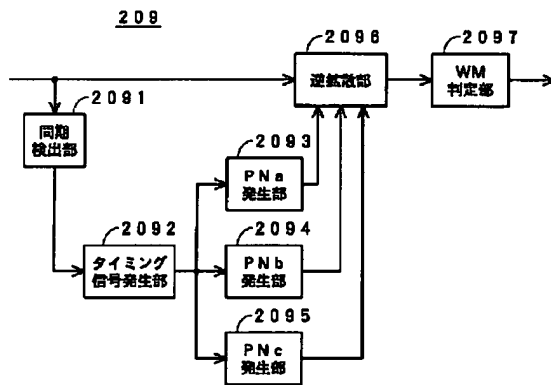 209
2096
2097
逆拡散部
WM
判定部
2091
同期
検出部
2093
PNa
発生部
2092
タイミング
信号発生部
2094
PNb
発生部
2095
PNc
発生部